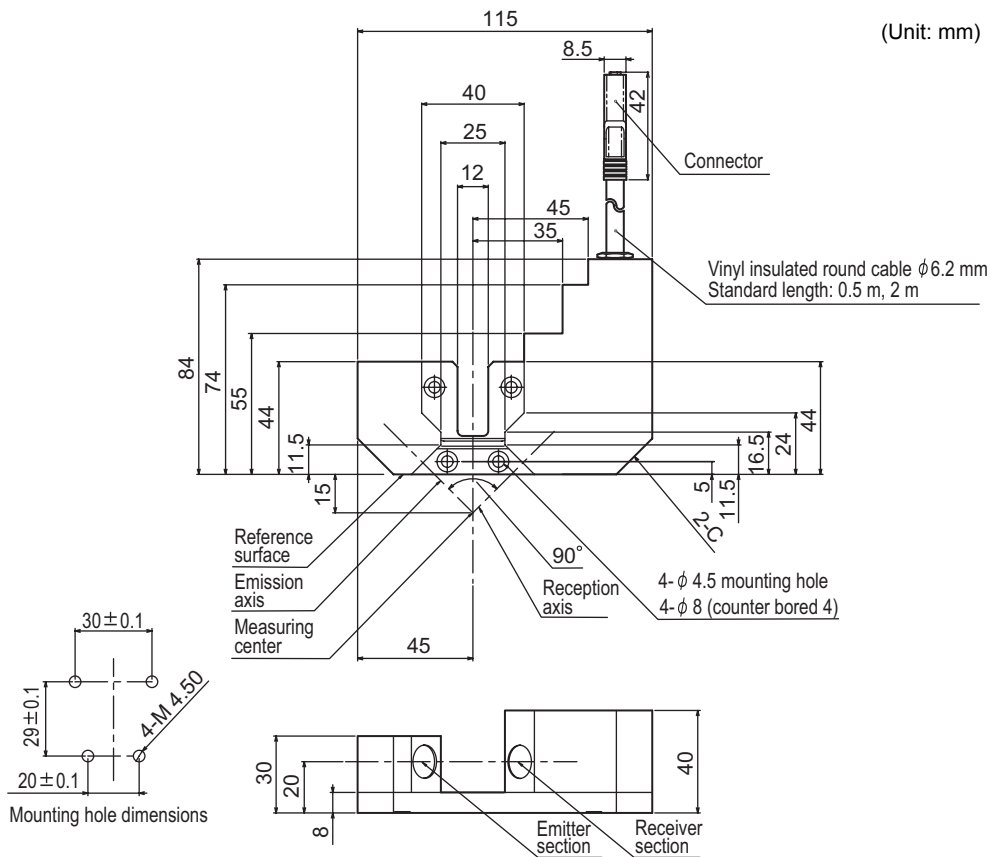 115
(Unit: mm)
8.5
40
42
25
Connector
12
45
35
Vinyl insulated round cable ϕ6.2 mm
Standard length: 0.5 m, 2 m
84
74
55
44
11.5
15
44
24
16.5
11.5
5
2-C
Reference
surface
90°
Emission
axis
Reception
axis
4-ϕ 4.5 mounting hole
4-ϕ 8 (counter bored 4)
Measuring
center
45
30±0.1
29±0.1
4-M 4.50
20±0.1
Mounting hole dimensions
30
20
8
40
Emitter
section
Receiver
section